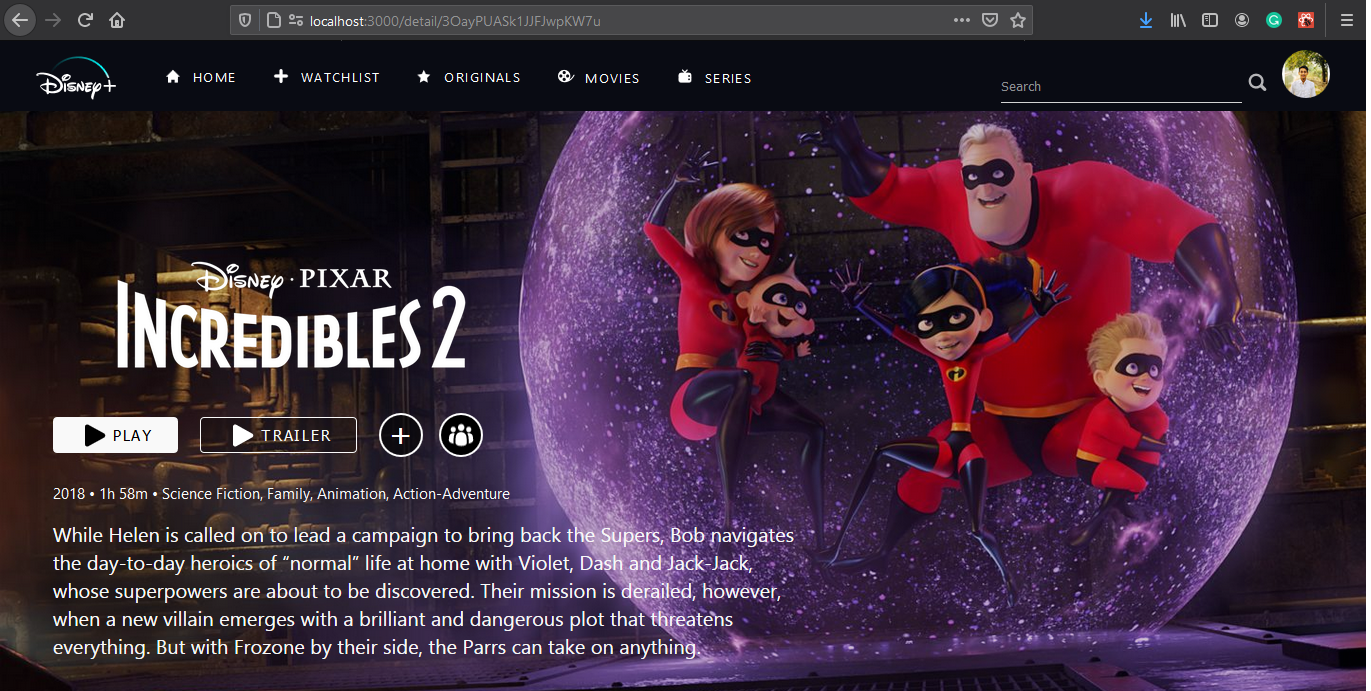 localhost:3000/detail/3OayPUASk1JJFJwpKW7u
Disney+ HOME WATCHLIST ORIGINALS MOVIES SERIES Search
Disney · PIXAR
INCREDIBLES 2
PLAY TRAILER
2018 • 1h 58m • Science Fiction, Family, Animation, Action-Adventure
While Helen is called on to lead a campaign to bring back the Supers, Bob navigates
the day-to-day heroics of “normal” life at home with Violet, Dash and Jack-Jack,
whose superpowers are about to be discovered. Their mission is derailed, however,
when a new villain emerges with a brilliant and dangerous plot that threatens
everything. But with Frozone by their side, the Parrs can take on anything.